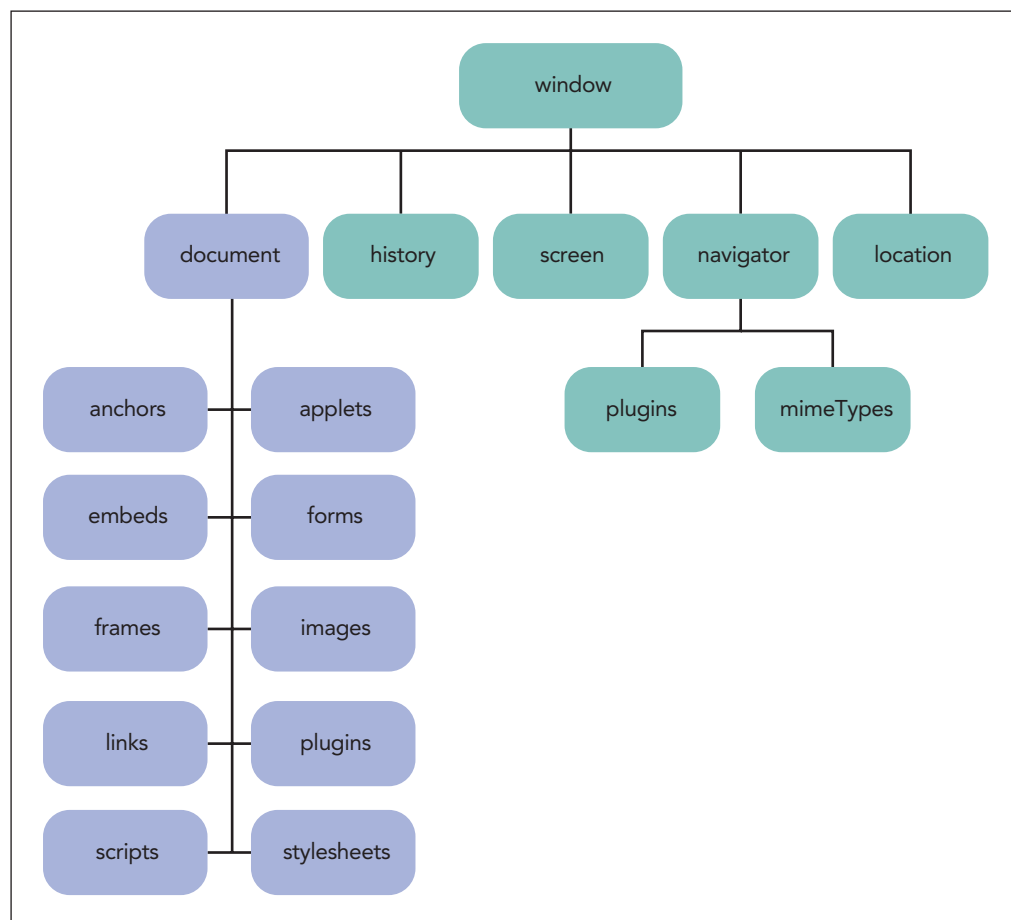 window
document
history
screen
navigator
location
anchors
applets
plugins
mimeTypes
embeds
forms
frames
images
links
plugins
scripts
stylesheets